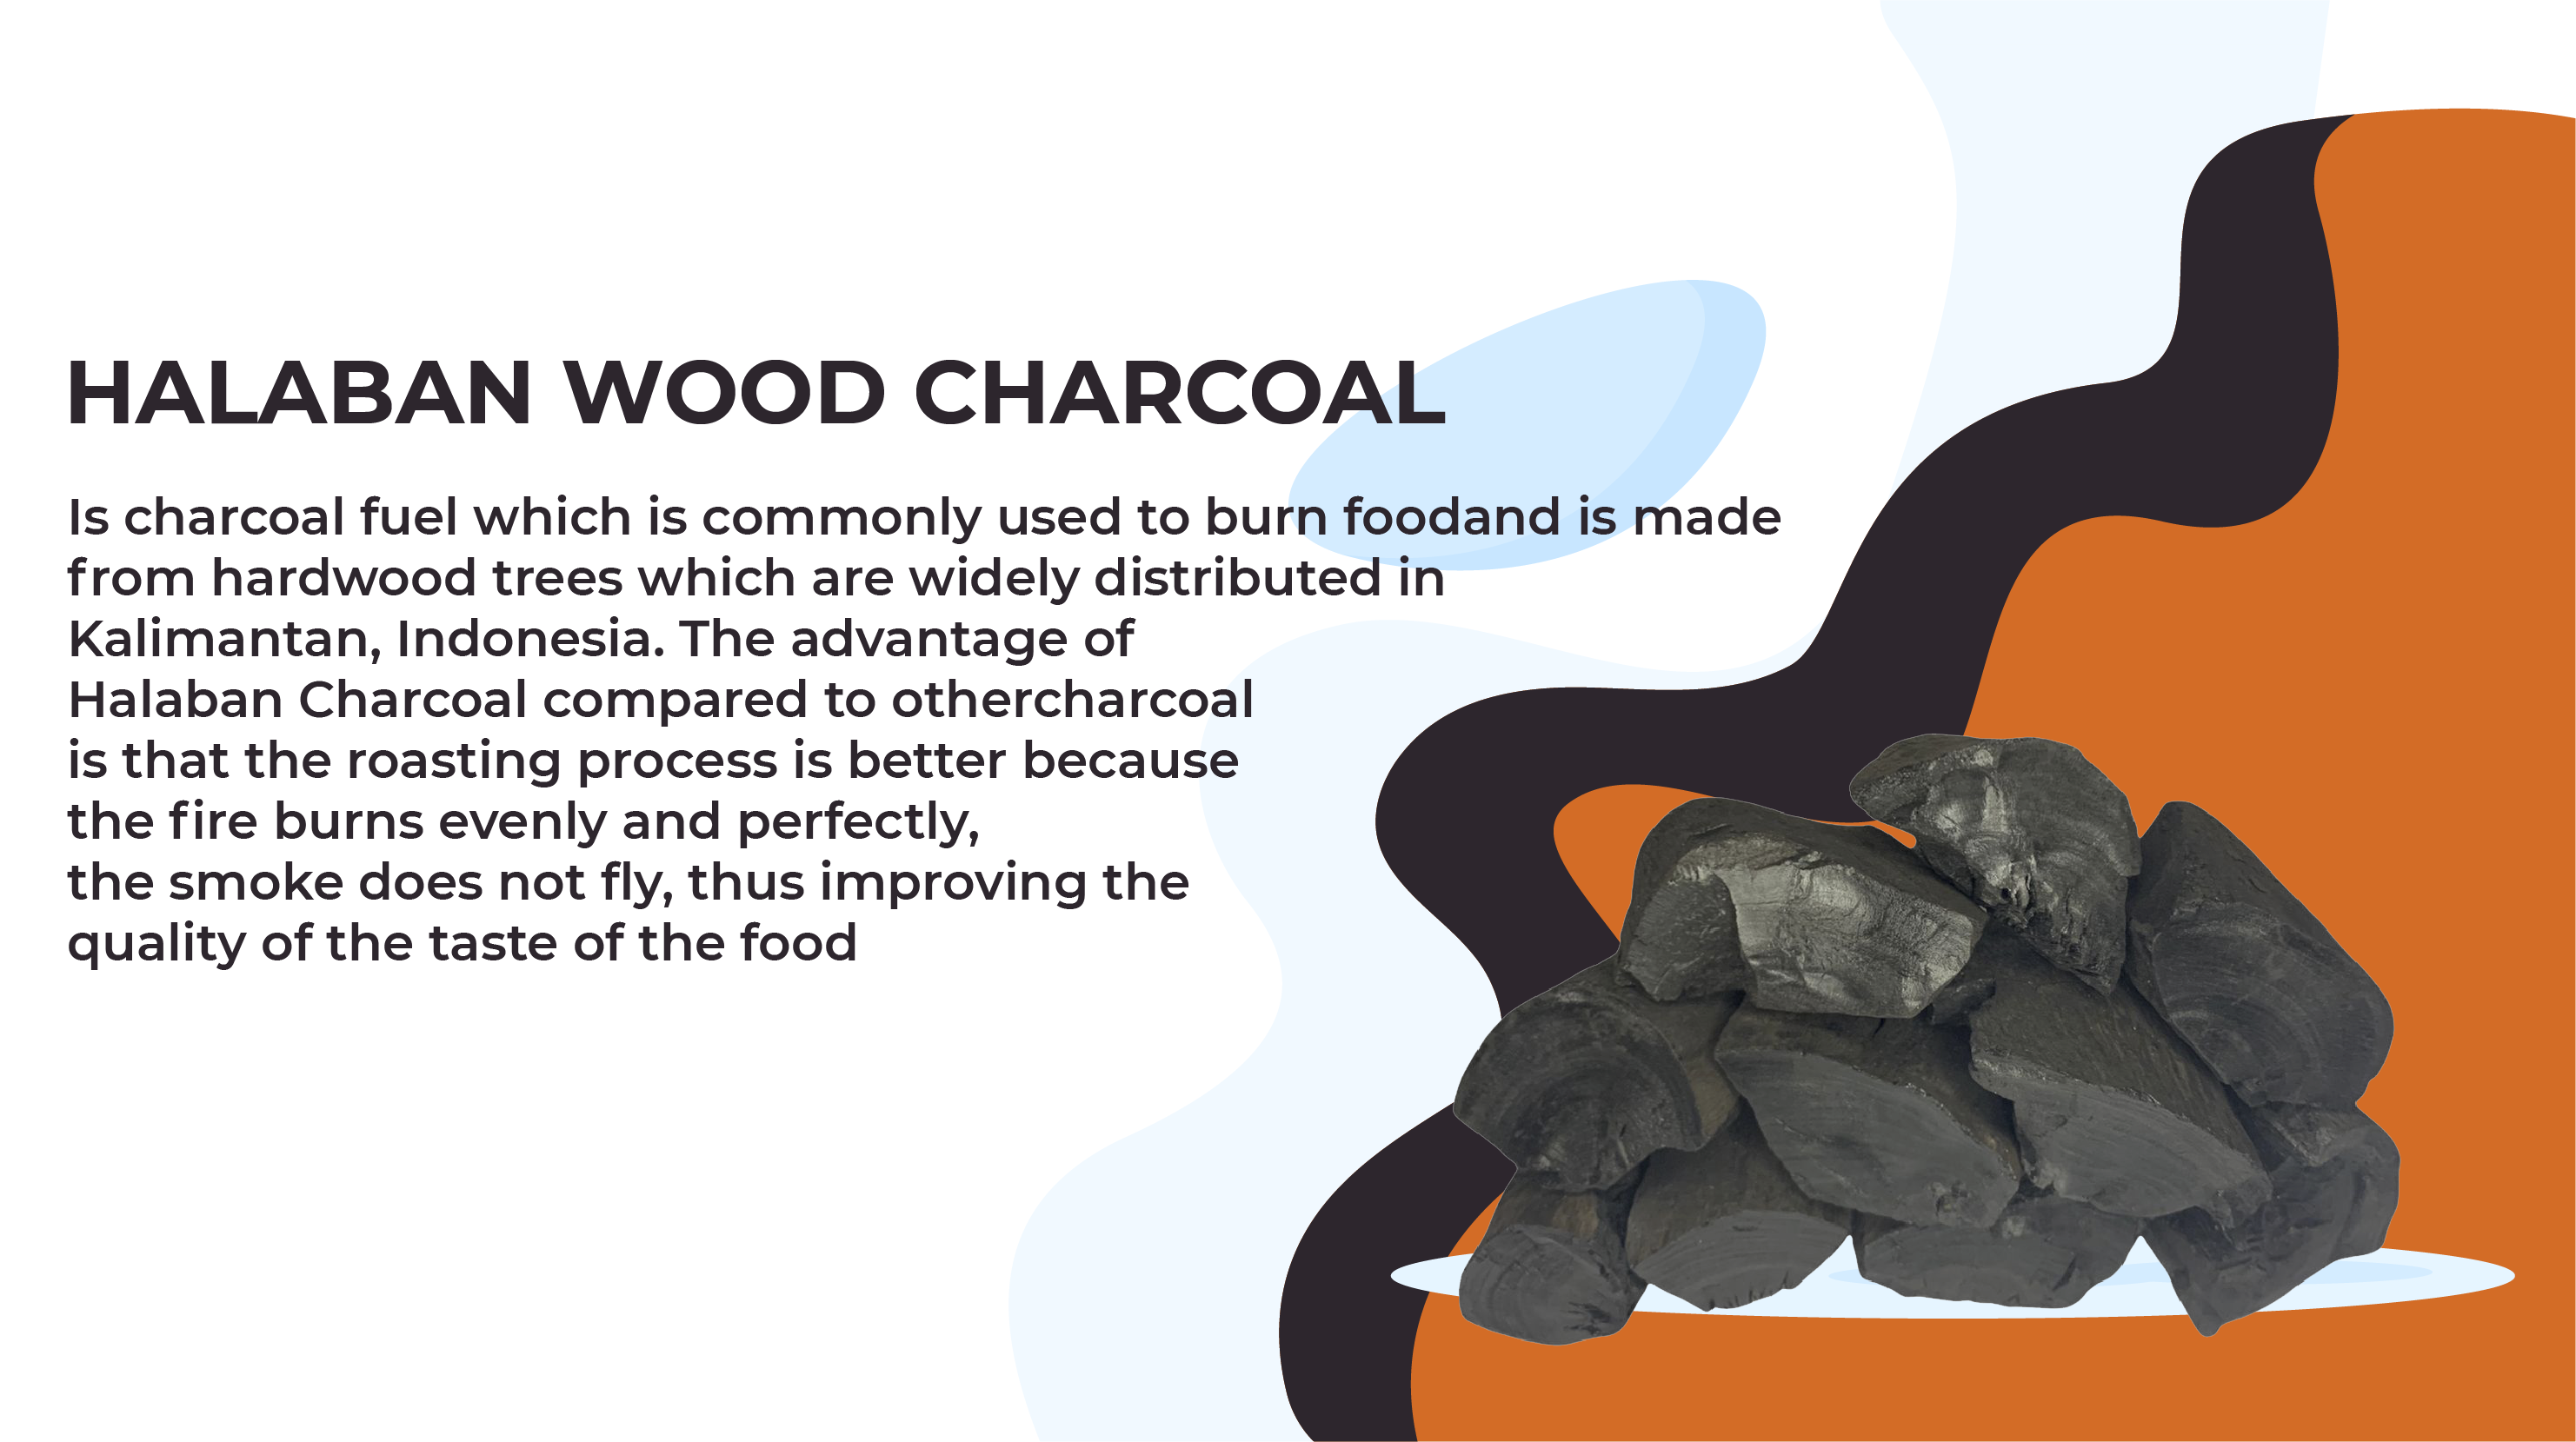 HALABAN WOOD CHARCOAL
Is charcoal fuel which is commonly used to burn foodand is made
from hardwood trees which are widely distributed in
Kalimantan, Indonesia. The advantage of
Halaban Charcoal compared to othercharcoal
is that the roasting process is better because
the fire burns evenly and perfectly,
the smoke does not fly, thus improving the
quality of the taste of the food